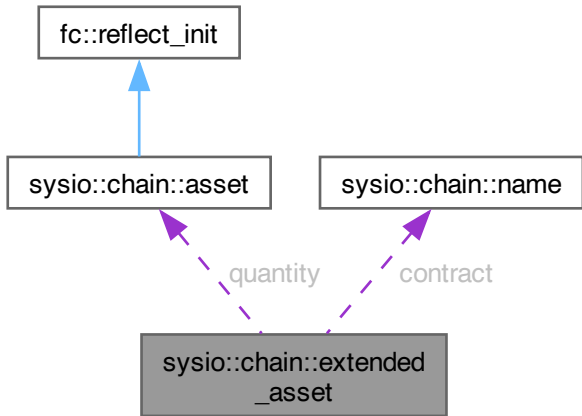 fc::reflect_init
sysio::chain::asset
sysio::chain::name
quantity
contract
sysio::chain::extended
_asset